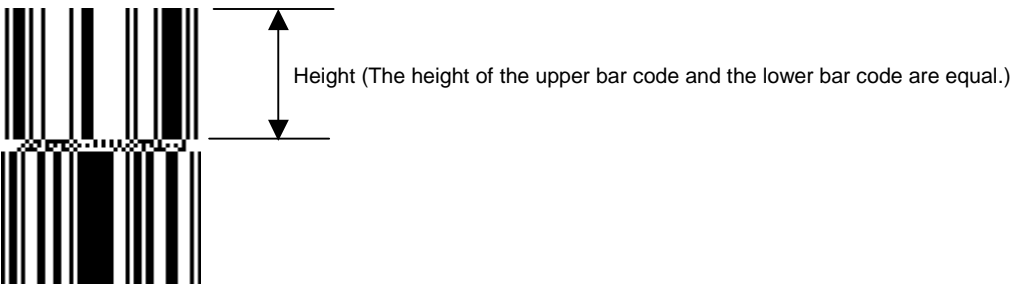 Height (The height of the upper bar code and the lower bar code are equal.)